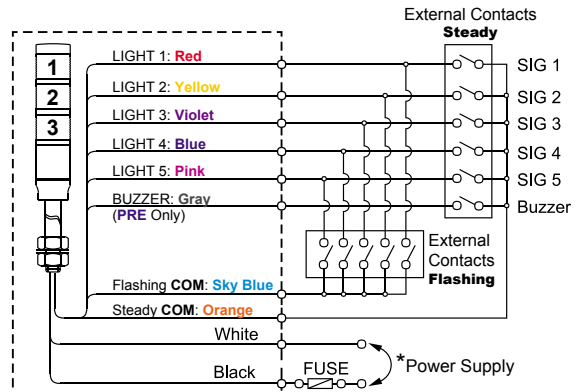 External Contacts
Steady
LIGHT 1: Red
SIG 1
1
LIGHT 2: Yellow
SIG 2
2
LIGHT 3: Violet
SIG 3
3
LIGHT 4: Blue
SIG 4
LIGHT 5: Pink
SIG 5
BUZZER: Gray
(PRE Only)
Buzzer
External
Contacts
Flashing
Flashing COM: Sky Blue
Steady COM: Orange
White
Black
FUSE
*Power Supply